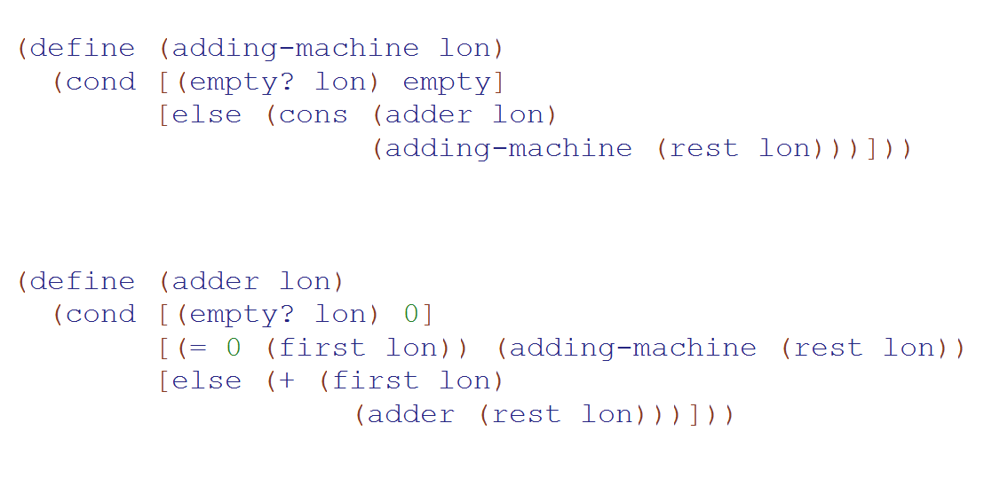 (define (adding-machine lon)
  (cond [(empty? lon) empty]
        [else (cons (adder lon)
                    (adding-machine (rest lon)))]))
(define (adder lon)
  (cond [(empty? lon) 0]
        [(= 0 (first lon)) (adding-machine (rest lon))
        [else (+ (first lon)
                   (adder (rest lon)))]))